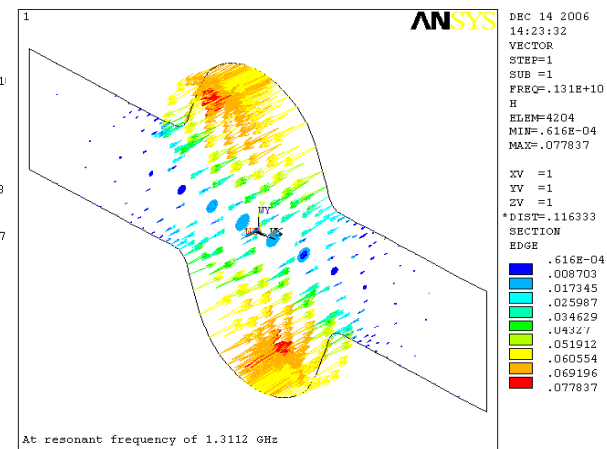 1
ANSYS
DEC 14 2006
14:23:32
VECTOR
STEP=1
SUB =1
FREQ=.131E+10
H
ELEM=4204
MIN=.616E-04
MAX=.077837
XV =1
YV =1
ZV =1
*DIST=.116333
SECTION
EDGE
.616E-04
.008703
.017345
.025987
.034629
.04327
.051912
.060554
.069196
.077837
At resonant frequency of 1.3112 GHz